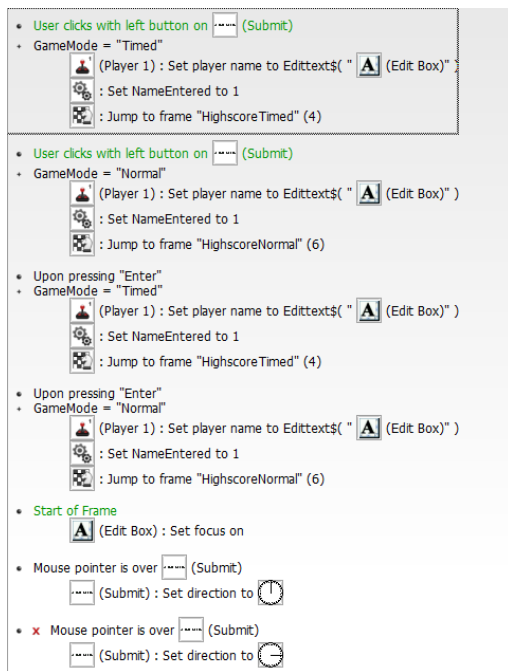 User clicks with left button on (Submit)
GameMode = "Timed"
(Player 1) : Set player name to Edittext$( " A (Edit Box)" )
: Set NameEntered to 1
: Jump to frame "HighscoreTimed" (4)
User clicks with left button on (Submit)
GameMode = "Normal"
(Player 1) : Set player name to Edittext$( " A (Edit Box)" )
: Set NameEntered to 1
: Jump to frame "HighscoreNormal" (6)
Upon pressing "Enter"
GameMode = "Timed"
(Player 1) : Set player name to Edittext$( " A (Edit Box)" )
: Set NameEntered to 1
: Jump to frame "HighscoreTimed" (4)
Upon pressing "Enter"
GameMode = "Normal"
(Player 1) : Set player name to Edittext$( " A (Edit Box)" )
: Set NameEntered to 1
: Jump to frame "HighscoreNormal" (6)
Start of Frame
A (Edit Box) : Set focus on
Mouse pointer is over (Submit)
(Submit) : Set direction to
x Mouse pointer is over (Submit)
(Submit) : Set direction to